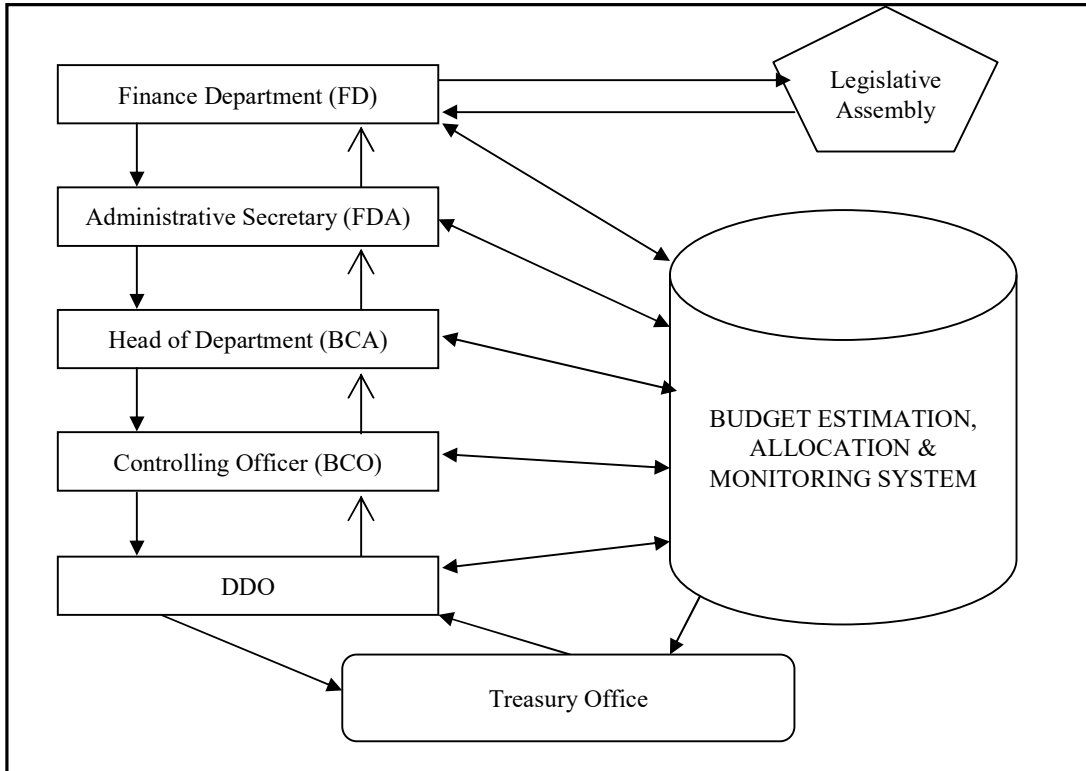 Finance Department (FD)
Legislative
Assembly
Administrative Secretary (FDA)
Head of Department (BCA)
Controlling Officer (BCO)
DDO
BUDGET ESTIMATION,
ALLOCATION &
MONITORING SYSTEM
Treasury Office